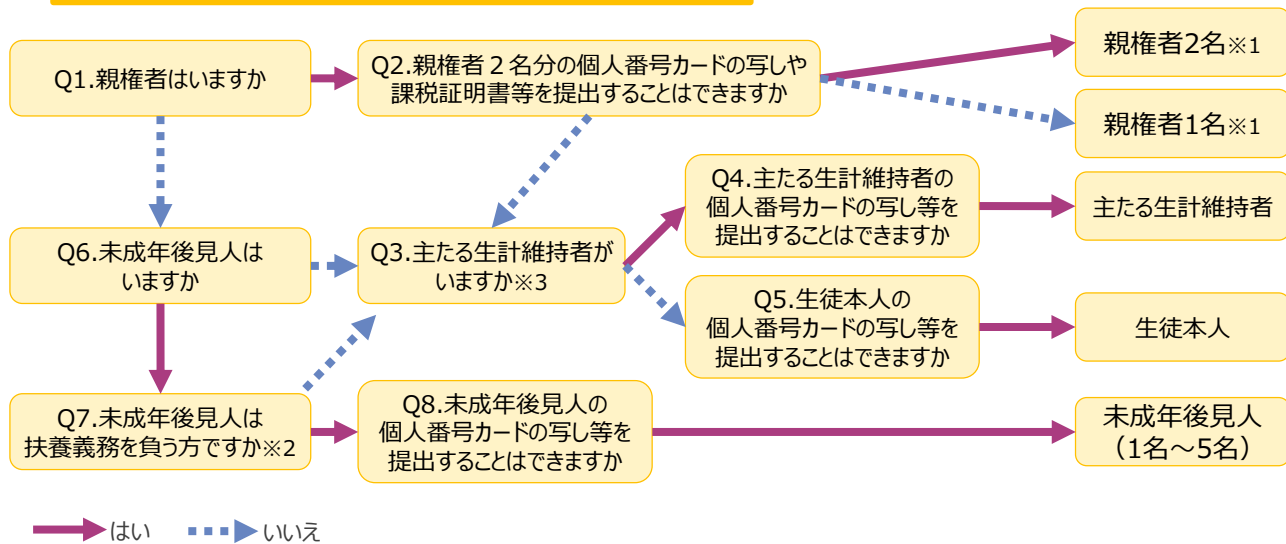 Q1.親権者はいますか
Q2.親権者２名分の個人番号カードの写しや
課税証明書等を提出することはできますか
親権者2名※1
親権者1名※1
Q6.未成年後見人は
いますか
Q3.主たる生計維持者が
いますか※3
Q4.主たる生計維持者の
個人番号カードの写し等を
提出することはできますか
主たる生計維持者
Q5.生徒本人の
個人番号カードの写し等を
提出することはできますか
生徒本人
Q7.未成年後見人は
扶養義務を負う方ですか※2
Q8.未成年後見人の
個人番号カードの写し等を
提出することはできますか
未成年後見人
（1名～5名）
はい
いいえ